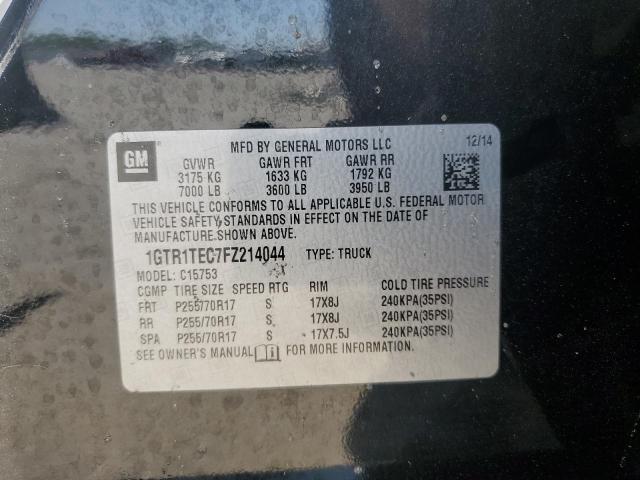 GM
MFD BY GENERAL MOTORS LLC
12/14
GVWR GAWR FRT GAWR RR
3175 KG 1633 KG 1792 KG
7000 LB 3600 LB 3950 LB
THIS VEHICLE CONFORMS TO ALL APPLICABLE U.S. FEDERAL MOTOR
VEHICLE SAFETY STANDARDS IN EFFECT ON THE DATE OF
MANUFACTURE SHOWN ABOVE.
1GTR1TEC7FZ214044 TYPE: TRUCK
MODEL: C15753
COMP TIRE SIZE SPEED RTG RIM COLD TIRE PRESSURE
FRT P255/70R17 S 17X8J 240KPA(35PSI)
RR P255/70R17 S 17X8J 240KPA(35PSI)
SPA P255/70R17 S 17X7.5J 240KPA(35PSI)
SEE OWNER'S MANUAL FOR MORE INFORMATION.